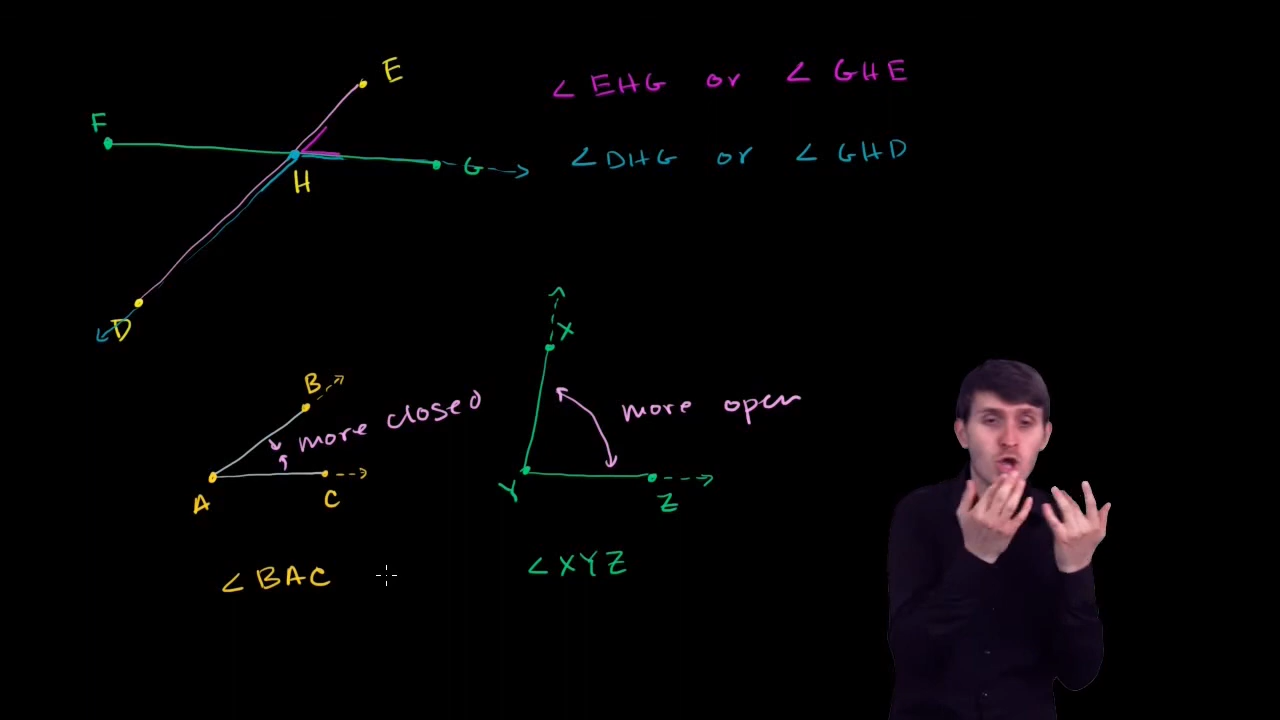 E
∠ EHG or ∠ GHE
F
∠ DHG or ∠ GHD
G
H
D
X
B
more closed
more open
A
C
Y
Z
∠ BAC
∠ XYZ